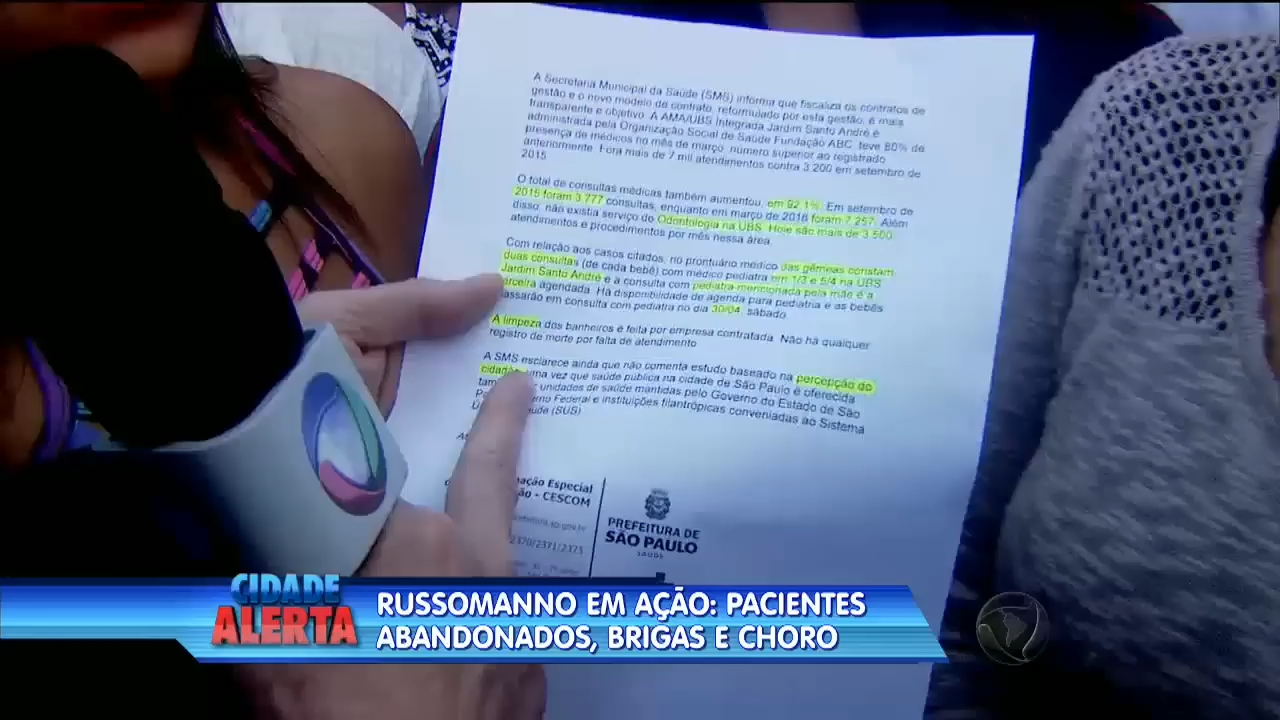 A Secretaria Municipal da Saúde (SMS) informa que fiscaliza os contratos de
gestão e o novo modelo de contrato, reformulado por esta gestão, é mais
transparente e objetivo. A AMA/UBS Integrada Jardim Santo André é
administrada pela Organização Social de Saúde Fundação ABC, teve 80% de
presença de médicos no mês de março, número superior ao registrado
anteriormente. Fora mais de 7 mil atendimentos contra 3.200 em setembro de
2015
O total de consultas médicas também aumentou, em 92,1%. Em setembro de
2015 foram 3.777 consultas, enquanto em março de 2016 foram 7.257. Além
disso, não existia serviço de Odontologia na UBS. Hoje são mais de 3.500
atendimentos e procedimentos por mês nessa área.
Com relação aos casos citados, no prontuário médico das gêmeas constam
duas consultas (de cada bebê) com médico pediatra em 1/3 e 5/4 na UBS
Jardim Santo André e a consulta com pediatra mencionada pela mãe é a
terceira agendada. Há disponibilidade de agenda para pediatria e os bebês
passarão em consulta com pediatra no dia 30/04, sábado.
A limpeza dos banheiros é feita por empresa contratada. Não há qualquer
registro de morte por falta de atendimento
A SMS esclarece ainda que não comenta estudo baseado na percepção do
cidadão uma vez que saúde pública na cidade de São Paulo é oferecida
tam unidades de saúde mantidas pelo Governo do Estado de São
Federal e instituições filantrópicas conveniadas ao Sistema
Saúde (SUS)
Especial
- CESCOM
2370/2371/2373
PREFEITURA DE
SÃO PAULO
SAÚDE
CIDADE
ALERTA
RUSSOMANNO EM AÇÃO: PACIENTES
ABANDONADOS, BRIGAS E CHORO